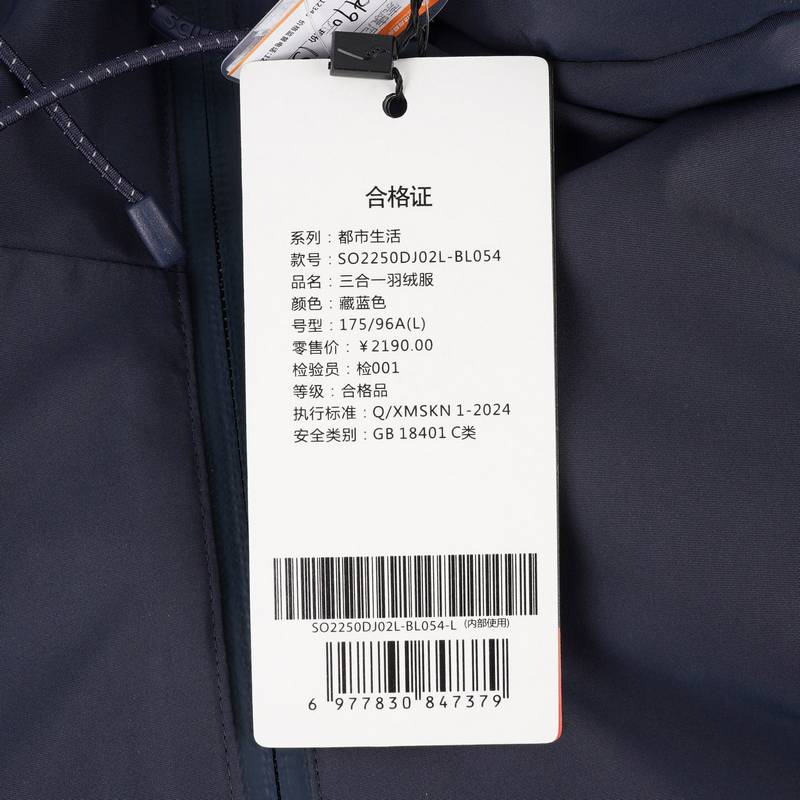 合格证
系列：都市生活
款号：SO2250DJ02L-BL054
品名：三合一羽绒服
颜色：藏蓝色
号型：175/96A(L)
零售价：￥2190.00
检验员：检001
等级：合格品
执行标准：Q/XMSKN 1-2024
安全类别：GB 18401 C类
SO2250DJ02L-BL054-L (内部使用)
6 977830 847379